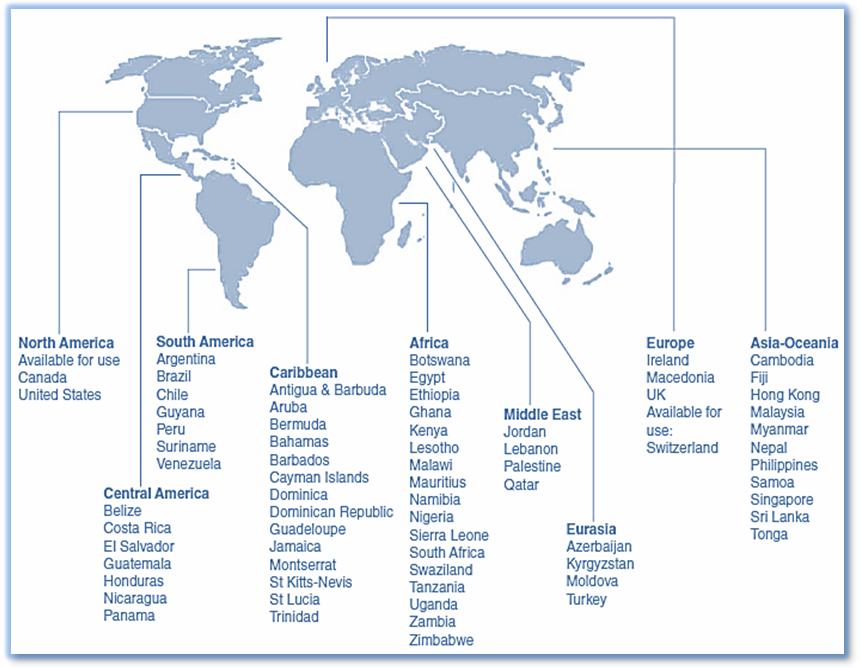 North America
Available for use
Canada
United States
South America
Argentina
Brazil
Chile
Guyana
Peru
Suriname
Venezuela
Central America
Belize
Costa Rica
El Salvador
Guatemala
Honduras
Nicaragua
Panama
Caribbean
Antigua & Barbuda
Aruba
Bermuda
Bahamas
Barbados
Cayman Islands
Dominica
Dominican Republic
Guadeloupe
Jamaica
Montserrat
St Kitts-Nevis
St Lucia
Trinidad
Africa
Botswana
Egypt
Ethiopia
Ghana
Kenya
Lesotho
Malawi
Mauritius
Namibia
Nigeria
Sierra Leone
South Africa
Swaziland
Tanzania
Uganda
Zambia
Zimbabwe
Middle East
Jordan
Lebanon
Palestine
Qatar
Eurasia
Azerbaijan
Kyrgyzstan
Moldova
Turkey
Europe
Ireland
Macedonia
UK
Available for
use:
Switzerland
Asia-Oceania
Cambodia
Fiji
Hong Kong
Malaysia
Myanmar
Nepal
Philippines
Samoa
Singapore
Sri Lanka
Tonga